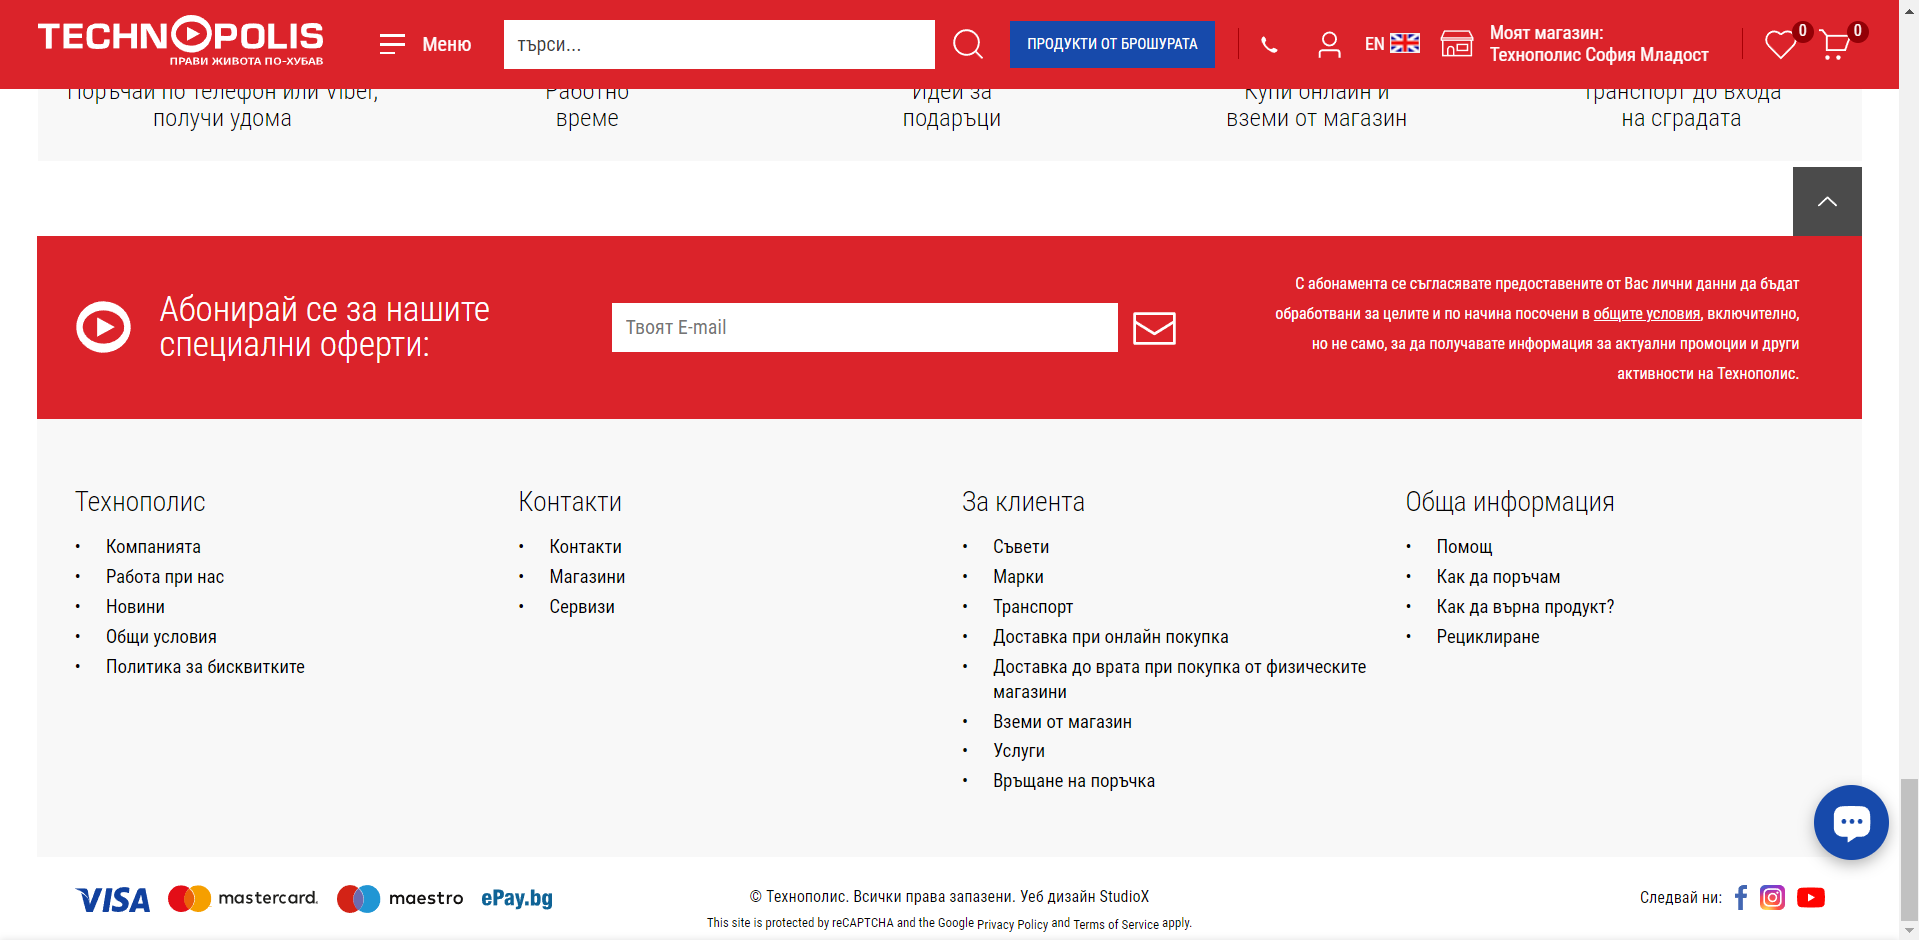 TECHNOPOLIS
ПРАВИ ЖИВОТА ПО-ХУБАВ
Меню
търси...
ПРОДУКТИ ОТ БРОШУРАТА
EN
Моят магазин:
Технополис София Младост
0
0
Поръчай по телефон или Viber,
получи удома
Работно
време
Идеи за
подаръци
Купи онлайн и
вземи от магазин
Транспорт до входа
на сградата
Абонирай се за нашите
специални оферти:
Твоят E-mail
С абонамента се съгласявате предоставените от Вас лични данни да бъдат
обработвани за целите и по начина посочени в общите условия, включително,
но не само, за да получавате информация за актуални промоции и други
активности на Технополис.
Технополис
• Компанията
• Работа при нас
• Новини
• Общи условия
• Политика за бисквитките
Контакти
• Контакти
• Магазини
• Сервизи
За клиента
• Съвети
• Марки
• Транспорт
• Доставка при онлайн покупка
• Доставка до врата при покупка от физическите
магазини
• Вземи от магазин
• Услуги
• Връщане на поръчка
Обща информация
• Помощ
• Как да поръчам
• Как да върна продукт?
• Рециклиране
VISA
mastercard.
maestro
ePay.bg
© Технополис. Всички права запазени. Уеб дизайн StudioX
This site is protected by reCAPTCHA and the Google Privacy Policy and Terms of Service apply.
Следвай ни: